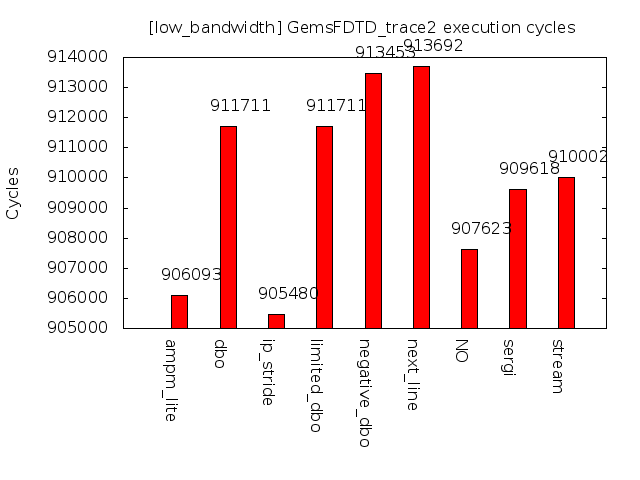 [low_bandwidth] GemsFDTD_trace2 execution cycles
Cycles
914000
913000
912000
911000
910000
909000
908000
907000
906000
905000
906093
911711
905480
911711
913453
913692
907623
909618
910002
ampm_lite
dbo
ip_stride
limited_dbo
negative_dbo
next_line
NO
sergi
stream